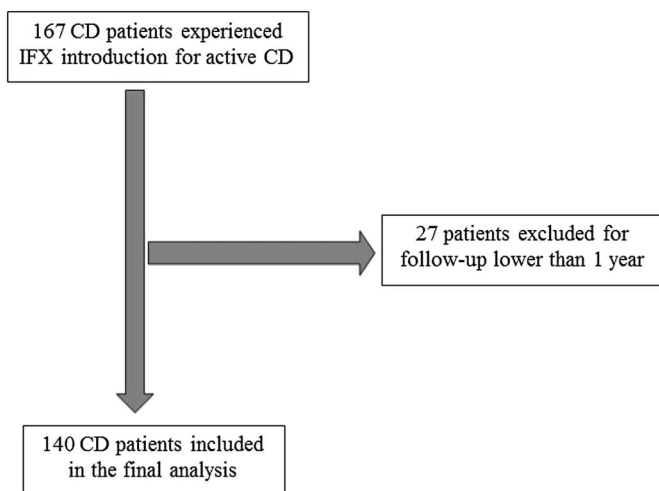 167 CD patients experienced
IFX introduction for active CD
27 patients excluded for
follow-up lower than 1 year
140 CD patients included
in the final analysis